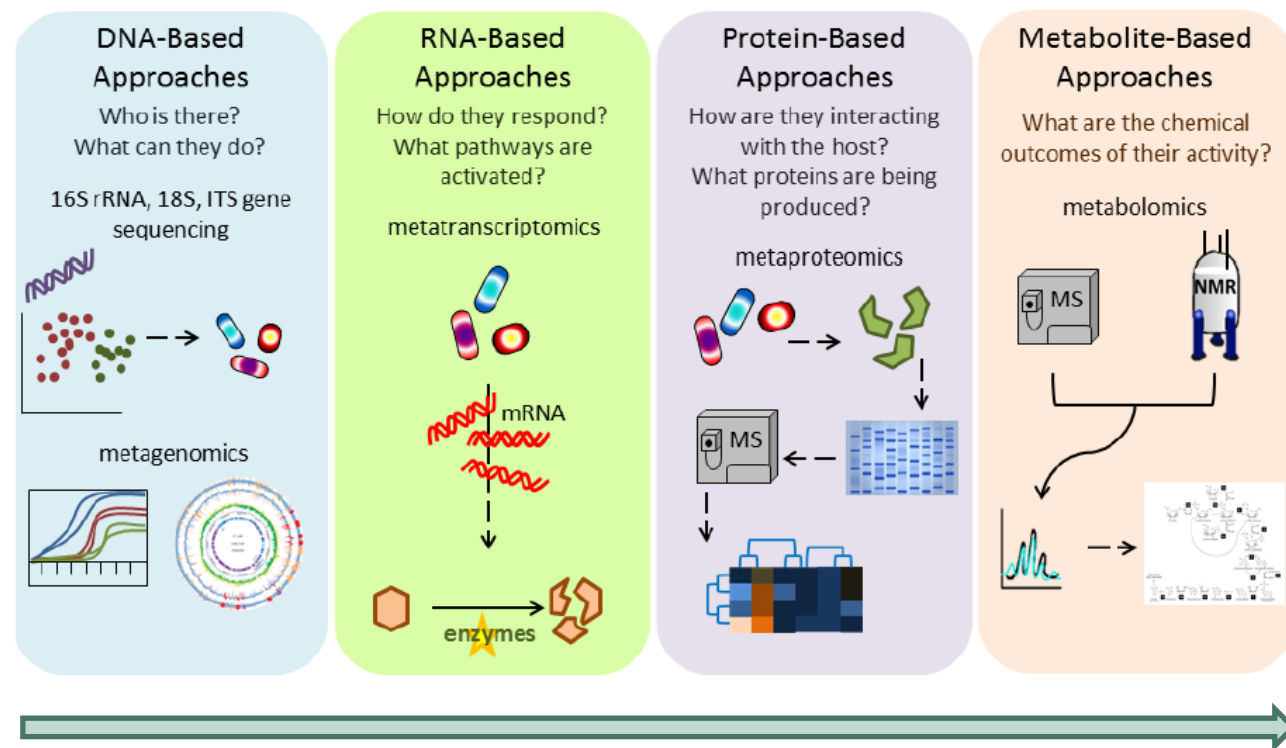 DNA-Based
Approaches
Who is there?
What can they do?
16S rRNA, 18S, ITS gene
sequencing
metagenomics
RNA-Based
Approaches
How do they respond?
What pathways are
activated?
metatranscriptomics
mRNA
enzymes
Protein-Based
Approaches
How are they interacting
with the host?
What proteins are being
produced?
metaproteomics
MS
Metabolite-Based
Approaches
What are the chemical
outcomes of their activity?
metabolomics
MS
NMR